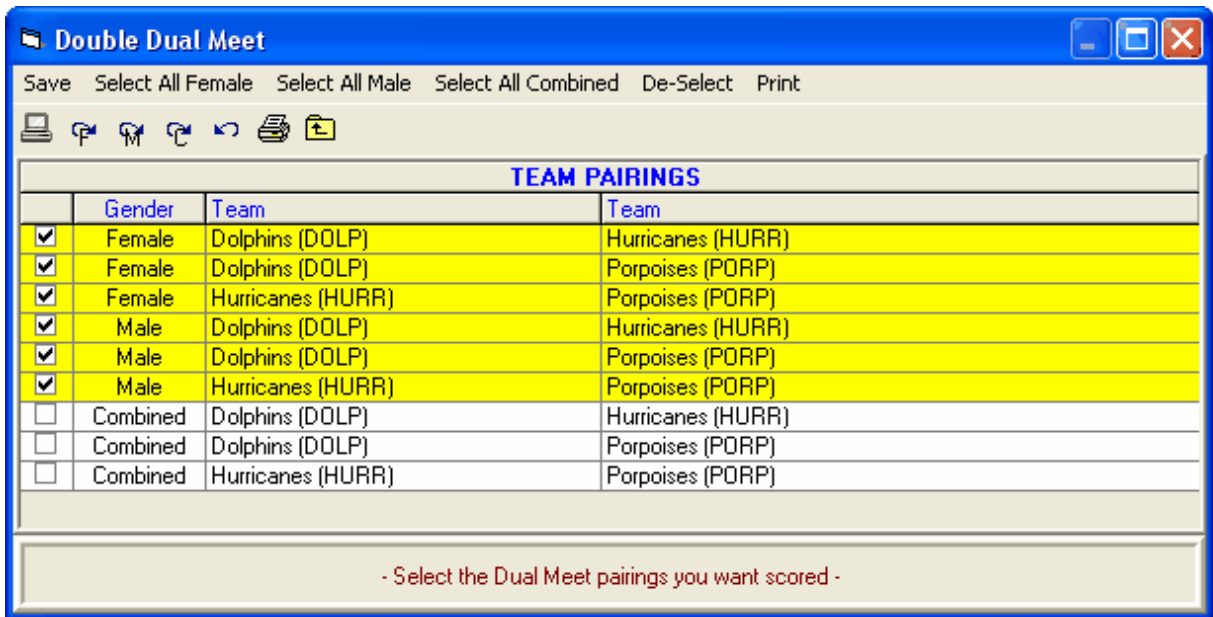 Double Dual Meet
Save Select All Female Select All Male Select All Combined De-Select Print
F M C
TEAM PAIRINGS
Gender Team Team
Female Dolphins (DOLP) Hurricanes (HURR)
Female Dolphins (DOLP) Porpoises (PORP)
Female Hurricanes (HURR) Porpoises (PORP)
Male Dolphins (DOLP) Hurricanes (HURR)
Male Dolphins (DOLP) Porpoises (PORP)
Male Hurricanes (HURR) Porpoises (PORP)
Combined Dolphins (DOLP) Hurricanes (HURR)
Combined Dolphins (DOLP) Porpoises (PORP)
Combined Hurricanes (HURR) Porpoises (PORP)
- Select the Dual Meet pairings you want scored -